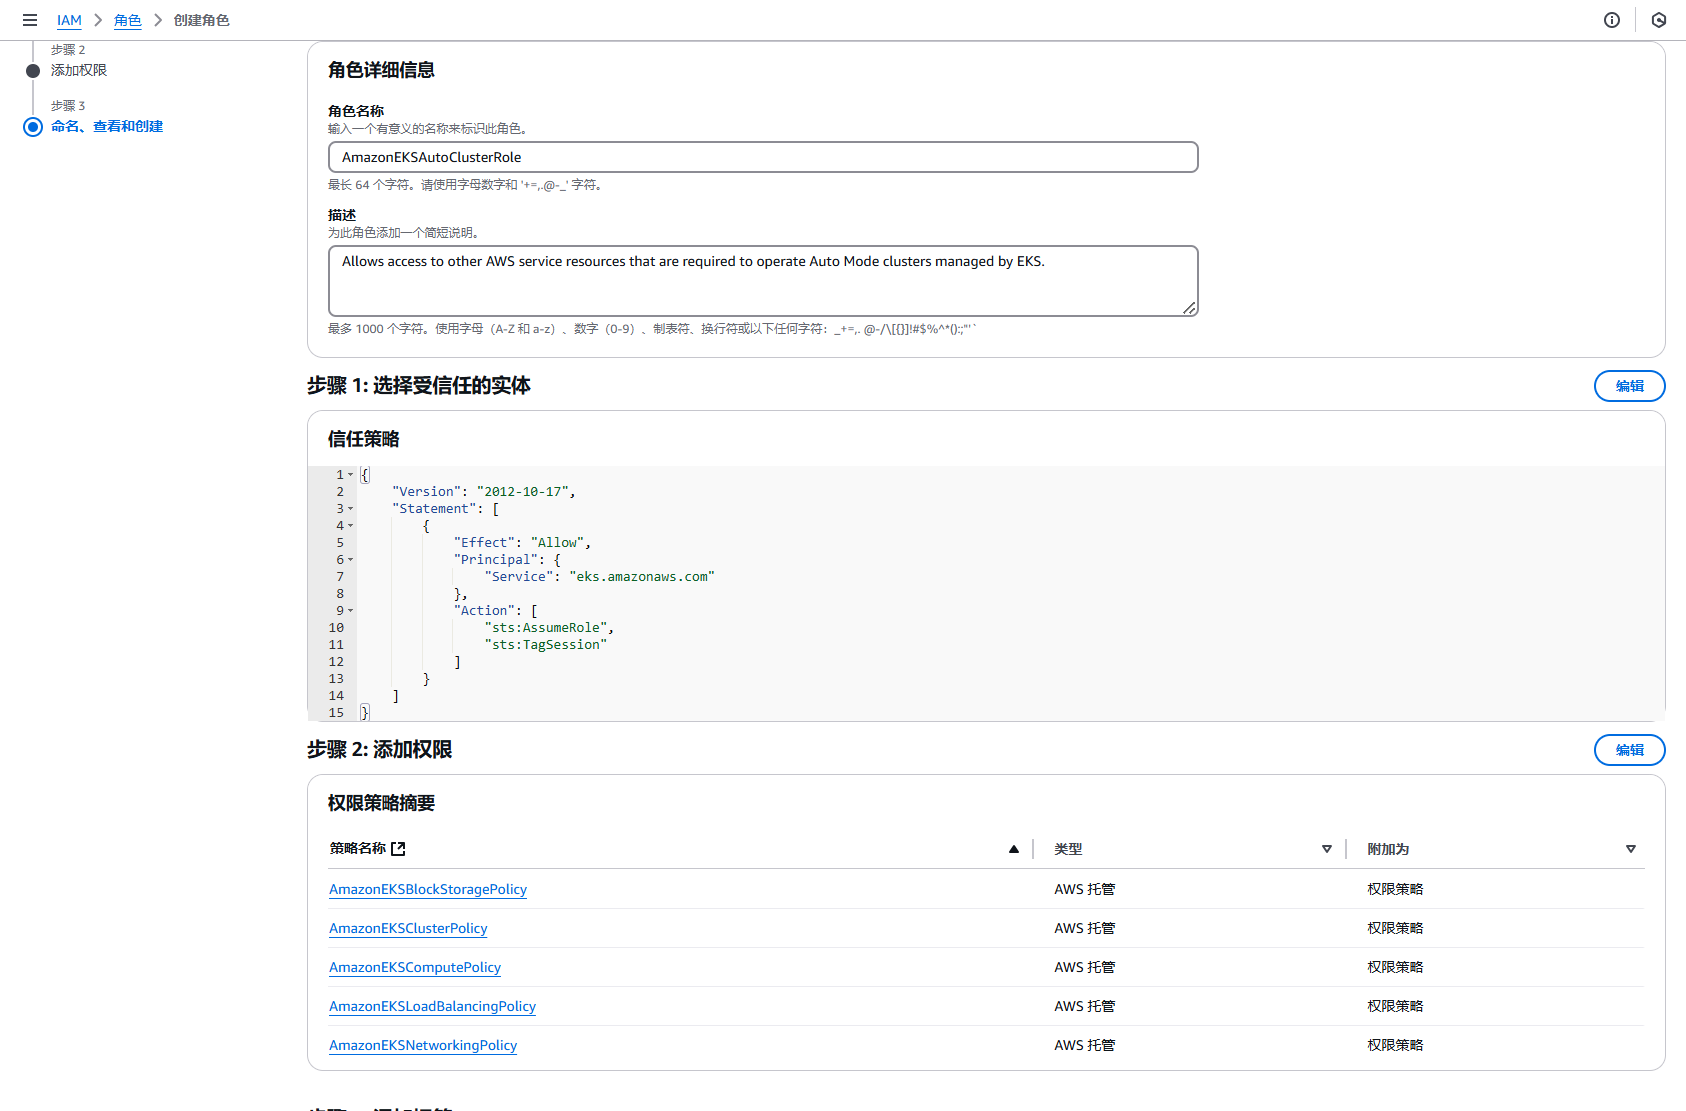 IAM > 角色 > 创建角色
步骤 2
添加权限
步骤 3
命名、查看和创建
角色详细信息
角色名称
输入一个有意义的名称来标识此角色。
AmazonEKSAutoClusterRole
最长 64 个字符。请使用字母数字和 '+=,.@-_' 字符。
描述
为此角色添加一个简短说明。
Allows access to other AWS service resources that are required to operate Auto Mode clusters managed by EKS.
最多 1000 个字符。使用字母（A-Z 和 a-z）、数字（0-9）、制表符、换行符或以下任何字符：_+=,. @-/\[{}]!#$%^*();:"'`
步骤 1: 选择受信任的实体
编辑
信任策略
1 {
2 "Version": "2012-10-17",
3 "Statement": [
4 {
5 "Effect": "Allow",
6 "Principal": {
7 "Service": "eks.amazonaws.com"
8 },
9 "Action": [
10 "sts:AssumeRole",
11 "sts:TagSession"
12 ]
13 }
14 ]
15 }
步骤 2: 添加权限
编辑
权限策略摘要
策略名称 类型 附加为
AmazonEKSBlockStoragePolicy AWS 托管 权限策略
AmazonEKSClusterPolicy AWS 托管 权限策略
AmazonEKSComputePolicy AWS 托管 权限策略
AmazonEKSLoadBalancingPolicy AWS 托管 权限策略
AmazonEKSNetworkingPolicy AWS 托管 权限策略